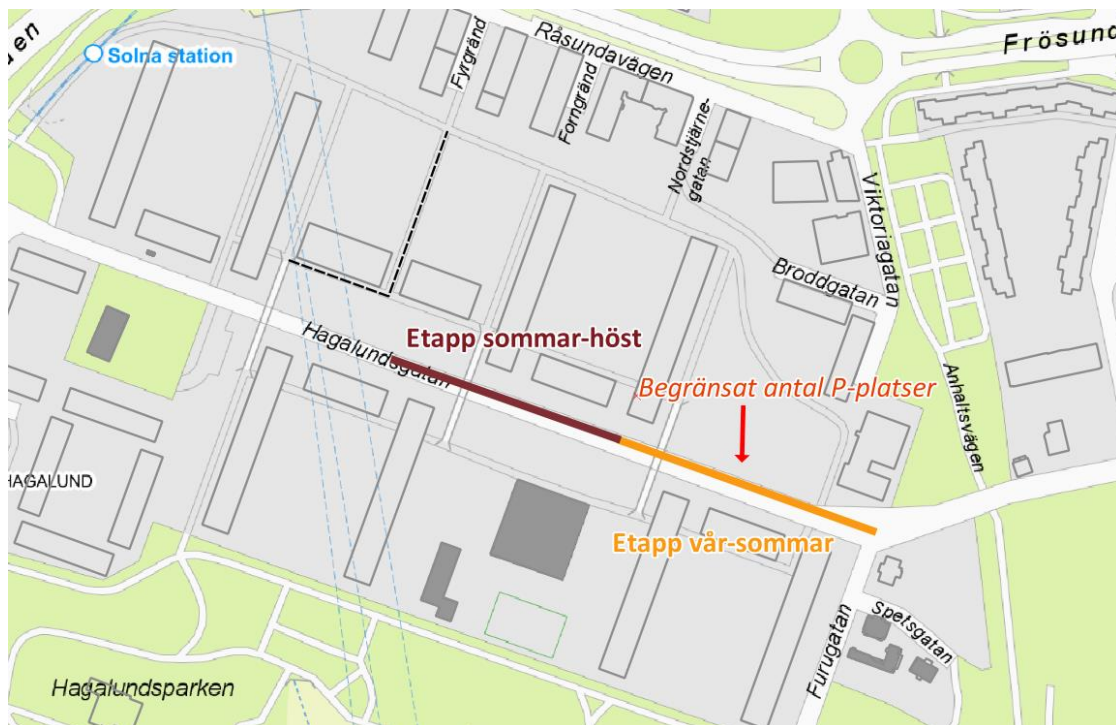 Solna station
Fyrgränd
Råsundavägen
Frösund
Forngränd
Nordstjärne-
gatan
Viktoriagatan
Broddgatan
Etapp sommar-höst
Hagalundsgatan
Begränsat antal P-platser
Anhaltsvägen
HAGALUND
Etapp vår-sommar
Spetsgatan
Furugatan
Hagalundsparken